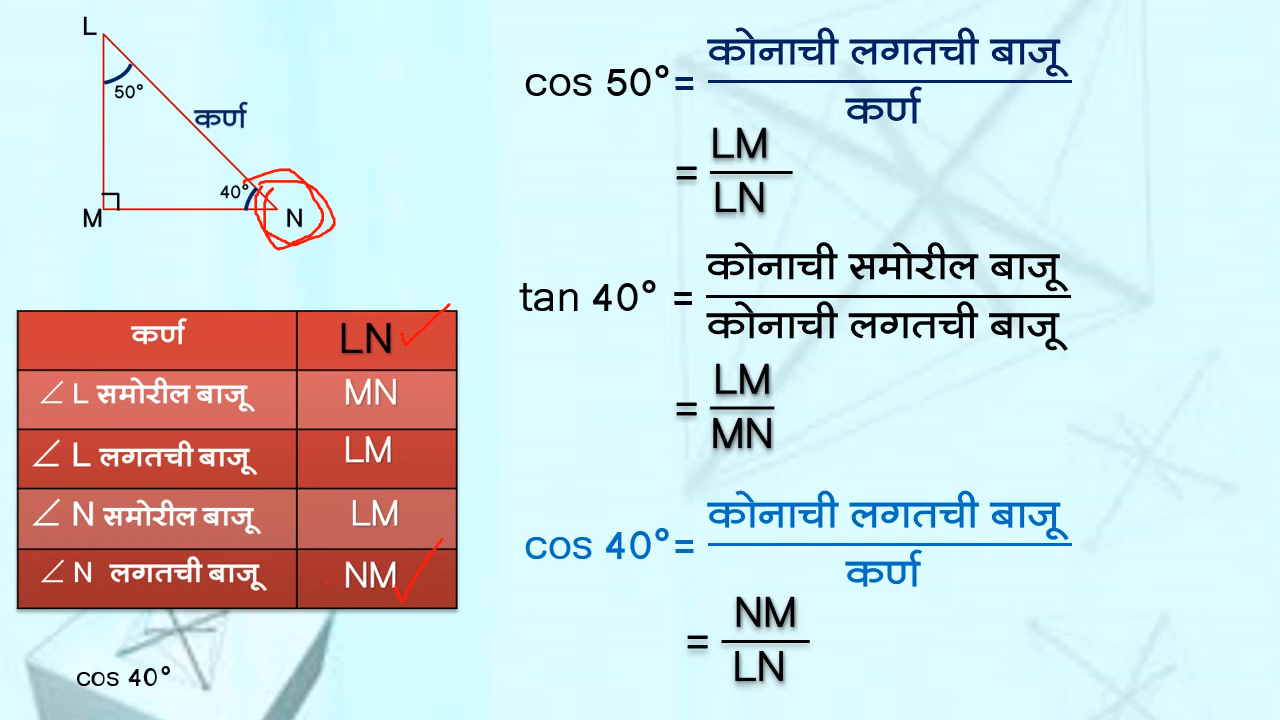 L
50°
कर्ण
40°
M
N
कर्ण LN
∠ L समोरील बाजू MN
∠ L लगतची बाजू LM
∠ N समोरील बाजू LM
∠ N लगतची बाजू NM
cos 40°
cos 50° = कोनाची लगतची बाजू
कर्ण
= LM
LN
tan 40° = कोनाची समोरील बाजू
कोनाची लगतची बाजू
= LM
MN
cos 40° = कोनाची लगतची बाजू
कर्ण
= NM
LN